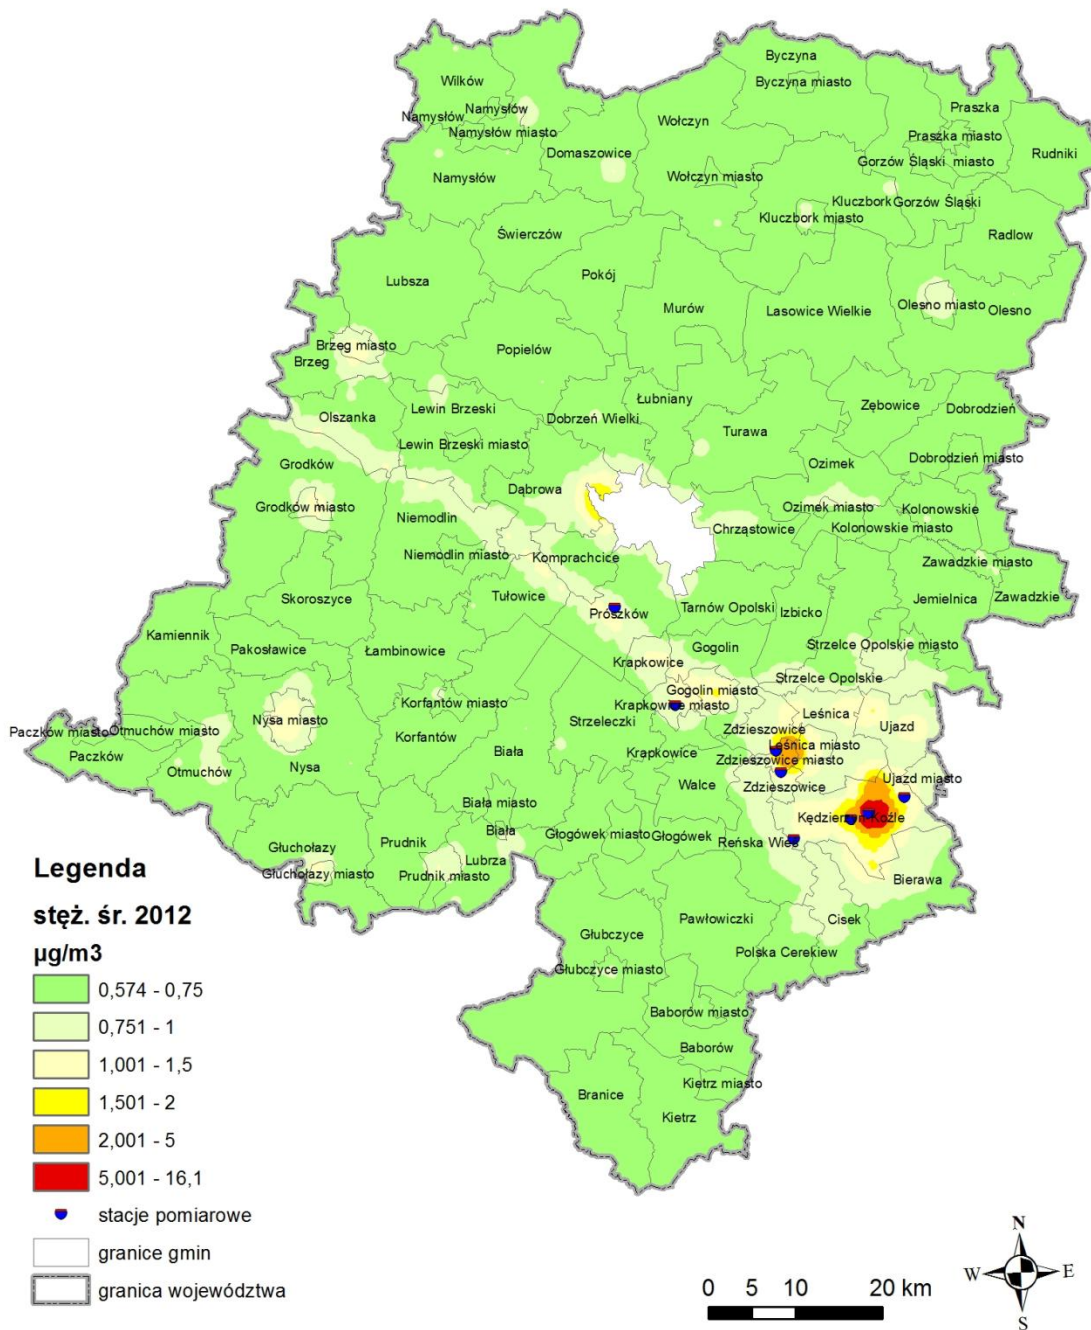 Byczyna
Byczyna miasto
Wilków
Praszka
Namysłów
Namysłów
Wołczyn
Namysłów miasto
Praszka miasto
Domaszowice
Gorzów Śląski miasto
Rudniki
Namysłów
Wołczyn miasto
Kluczbork
Gorzów Śląski
Kluczbork miasto
Świerczów
Radlow
Pokój
Lubsza
Murów
Lasowice Wielkie
Olesno miasto
Olesno
Brzeg miasto
Popielów
Brzeg
Łubniany
Zębowice
Dobrodzień
Olszanka
Lewin Brzeski
Dobrzeń Wielki
Turawa
Lewin Brzeski miasto
Dobrodzień miasto
Grodków
Ozimek
Dąbrowa
Grodków miasto
Ozimek miasto
Kolonowskie
Niemodlin
Chrząstowice
Kolonowskie miasto
Niemodlin miasto
Komprachcice
Zawadzkie miasto
Skoroszyce
Tułowice
Jemielnica
Zawadzkie
Prószków
Tarnów Opolski
Izbicko
Kamiennik
Pakosławice
Łambinowice
Gogolin
Strzelce Opolskie miasto
Krapkowice
Strzelce Opolskie
Gogolin miasto
Korfantów miasto
Krapkowice miasto
Leśnica
Nysa miasto
Strzeleczki
Ujazd
Paczków miasto
Otmuchów miasto
Zdzieszowice
Korfantów
Leśnica miasto
Paczków
Biała
Krapkowice
Zdzieszowice miasto
Otmuchów
Nysa
Walce
Zdzieszowice
Ujazd miasto
Biała miasto
Kędzierzyn-Koźle
Biała
Głogówek miasto
Głogówek
Reńska Wieś
Głuchołazy
Prudnik
Lubrza
Głuchołazy miasto
Prudnik miasto
Bierawa
Pawłowiczki
Cisek
Głubczyce
Polska Cerekiew
Głubczyce miasto
Baborów miasto
Baborów
Kietrz miasto
Branice
Kietrz
Legenda
stęż. śr. 2012
µg/m3
0,574 - 0,75
0,751 - 1
1,001 - 1,5
1,501 - 2
2,001 - 5
5,001 - 16,1
stacje pomiarowe
granice gmin
granica województwa
0 5 10 20 km
N
W E
S